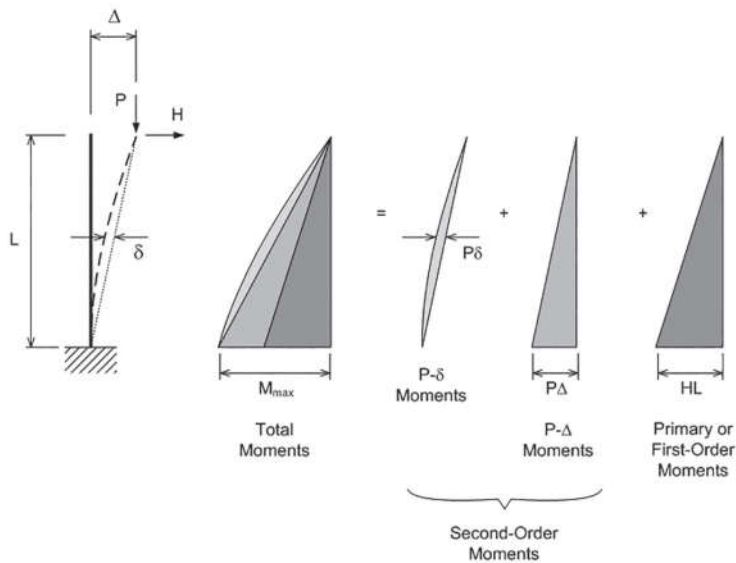 Δ
P
H
L
δ
=
Pδ
+
+
M_max
P-δ
Moments
PΔ
HL
Total
Moments
P-Δ
Moments
Primary or
First-Order
Moments
Second-Order
Moments